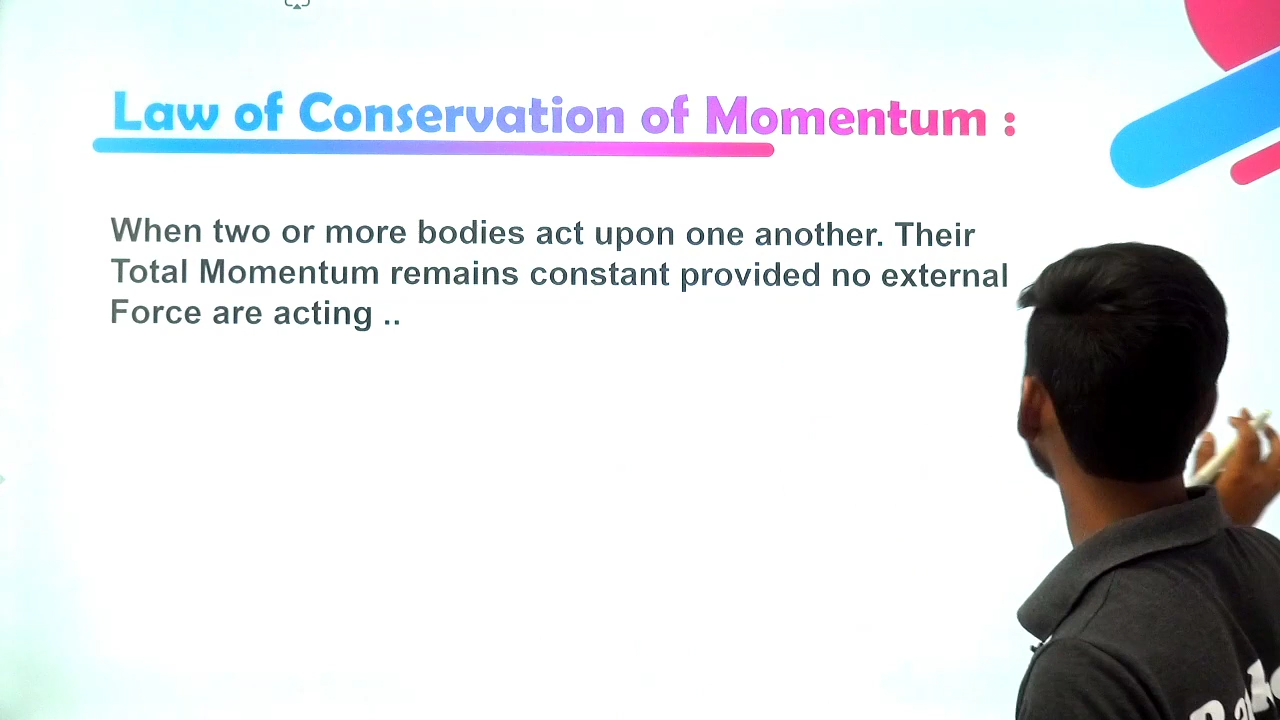 Law of Conservation of Momentum :
When two or more bodies act upon one another. Their
Total Momentum remains constant provided no external
Force are acting ..